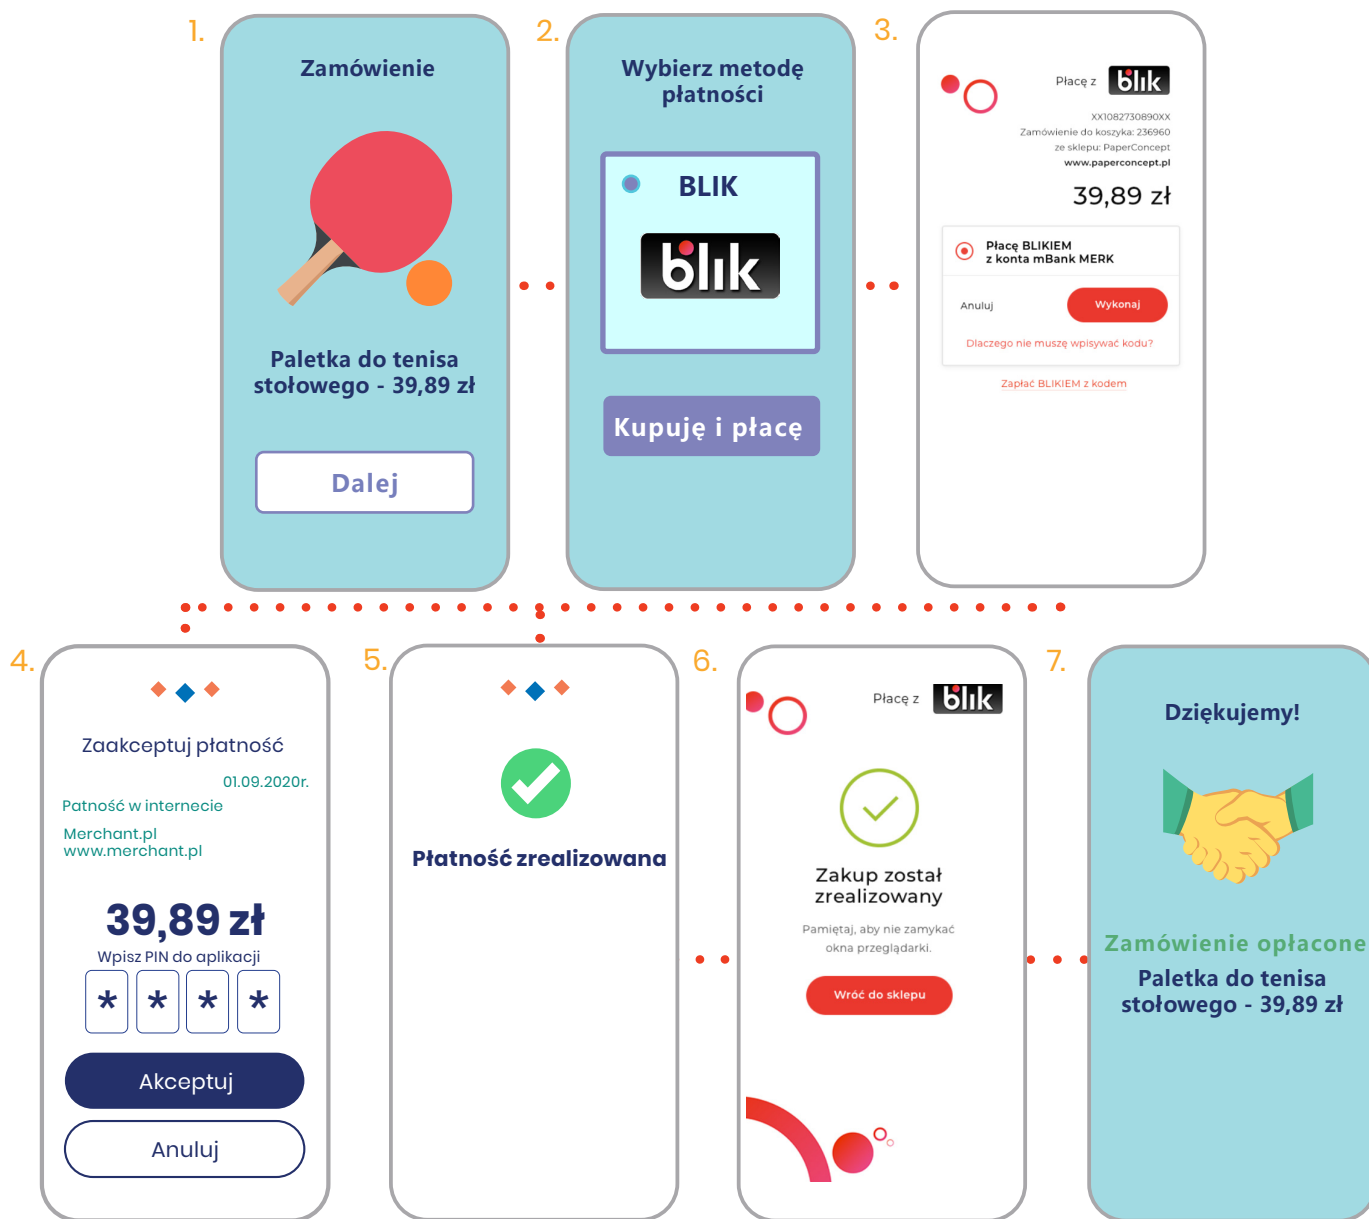 1.
Zamówienie
Paletka do tenisa
stołowego - 39,89 zł
Dalej
2.
Wybierz metodę
płatności
BLIK
blik
Kupuję i płacę
3.
Płacę z blik
XX1082730890XX
Zamówienie do koszyka: 236960
ze sklepu: PaperConcept
www.paperconcept.pl
39,89 zł
Płacę BLIKIEM
z konta mBank MERK
Anuluj
Wykonaj
Dlaczego nie muszę wpisywać kodu?
Zapłać BLIKIEM z kodem
4.
Zaakceptuj płatność
01.09.2020r.
Patność w internecie
Merchant.pl
www.merchant.pl
39,89 zł
Wpisz PIN do aplikacji
* * * *
Akceptuj
Anuluj
5.
Płatność zrealizowana
6.
Płacę z blik
Zakup został
zrealizowany
Pamiętaj, aby nie zamykać
okna przeglądarki.
Wróć do sklepu
7.
Dziękujemy!
Zamówienie opłacone
Paletka do tenisa
stołowego - 39,89 zł